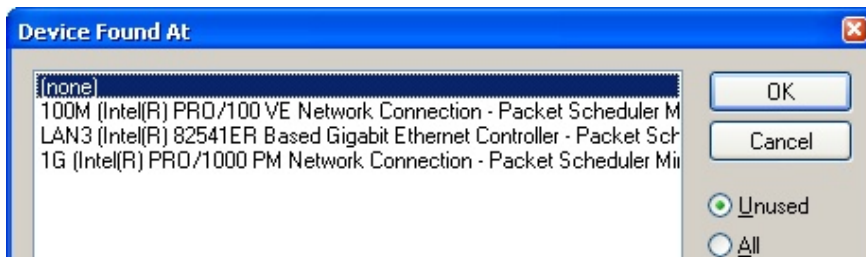 Device Found At
(none)
100M (Intel(R) PRO/100 VE Network Connection - Packet Scheduler M
LAN3 (Intel(R) 82541ER Based Gigabit Ethernet Controller - Packet Sch
1G (Intel(R) PRO/1000 PM Network Connection - Packet Scheduler Mi
OK
Cancel
Unused
All